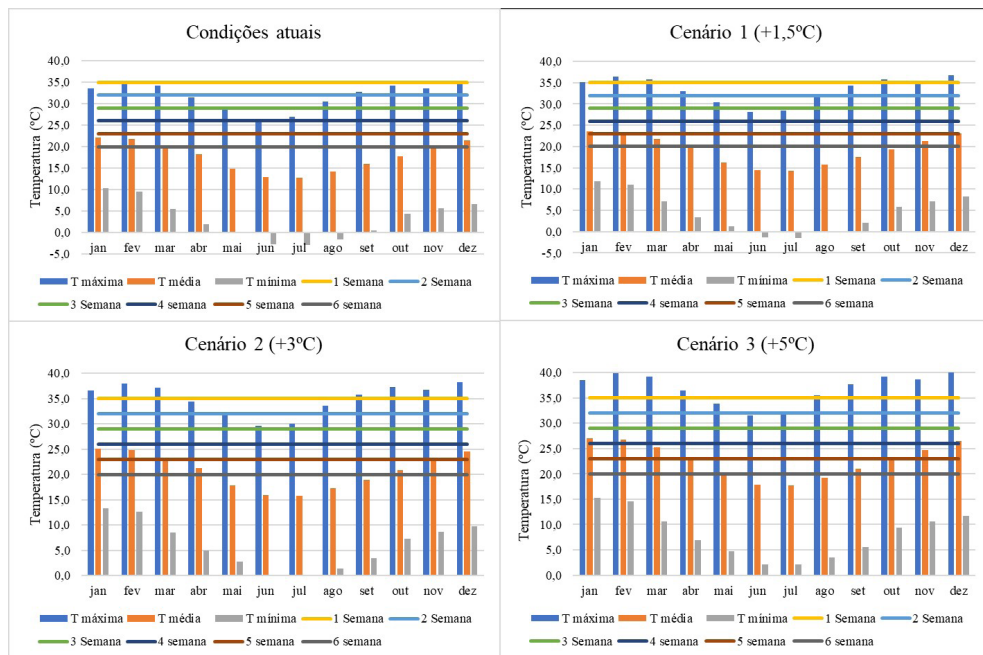 Condições atuais
Temperatura (ºC)
40,0
35,0
30,0
25,0
20,0
15,0
10,0
5,0
0,0
-5,0
jan fev mar abr mai jun jul ago set out nov dez
T máxima T média T mínima 1 Semana 2 Semana
3 Semana 4 semana 5 semana 6 semana
Cenário 1 (+1,5ºC)
Temperatura (ºC)
40,0
35,0
30,0
25,0
20,0
15,0
10,0
5,0
0,0
-5,0
jan fev mar abr mai jun jul ago set out nov dez
T máxima T média T mínima 1 Semana 2 Semana
3 Semana 4 semana 5 semana 6 semana
Cenário 2 (+3ºC)
Temperatura (ºC)
40,0
35,0
30,0
25,0
20,0
15,0
10,0
5,0
0,0
jan fev mar abr mai jun jul ago set out nov dez
T máxima T média T mínima 1 Semana 2 Semana
3 Semana 4 semana 5 semana 6 semana
Cenário 3 (+5ºC)
Temperatura (ºC)
40,0
35,0
30,0
25,0
20,0
15,0
10,0
5,0
0,0
jan fev mar abr mai jun jul ago set out nov dez
T máxima T média T mínima 1 Semana 2 Semana
3 Semana 4 semana 5 semana 6 semana